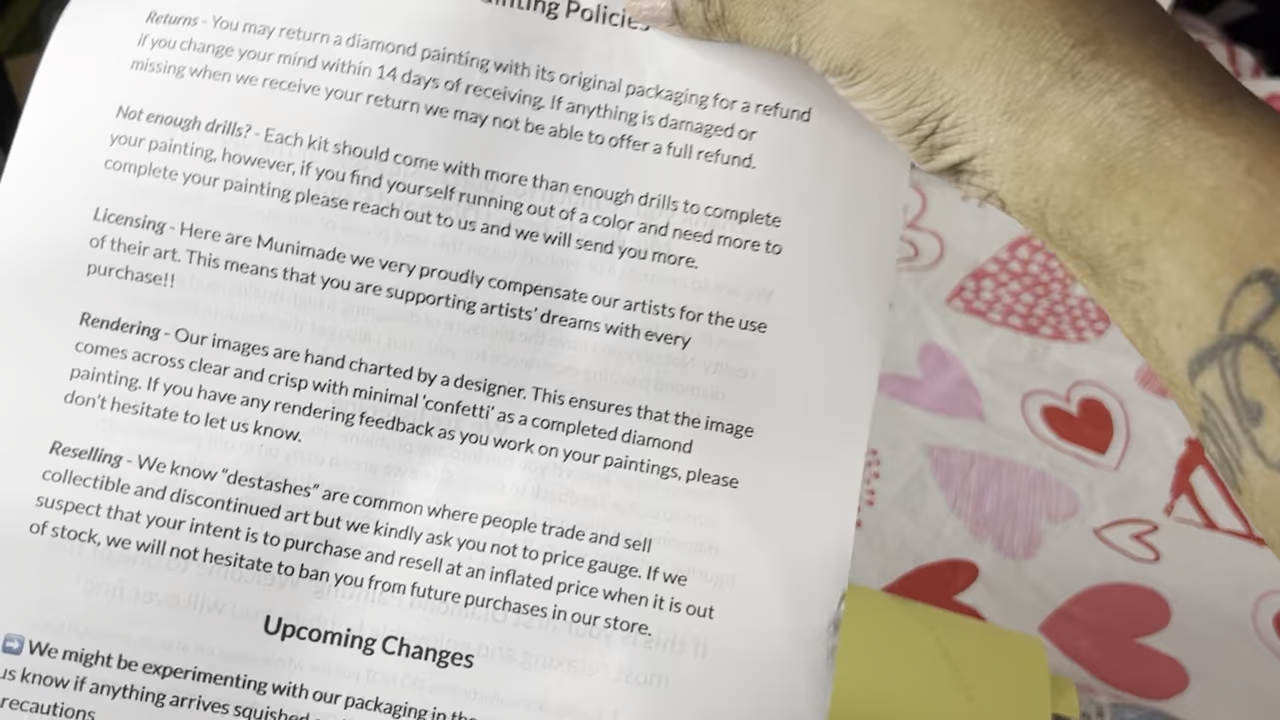 Policies
Returns - You may return a diamond painting with its original packaging for a refund
if you change your mind within 14 days of receiving. If anything is damaged or
missing when we receive your return we may not be able to offer a full refund.
Not enough drills? - Each kit should come with more than enough drills to complete
your painting, however, if you find yourself running out of a color and need more to
complete your painting please reach out to us and we will send you more.
Licensing - Here are Munimade we very proudly compensate our artists for the use
of their art. This means that you are supporting artists' dreams with every
purchase!!
Rendering - Our images are hand charted by a designer. This ensures that the image
comes across clear and crisp with minimal 'confetti' as a completed diamond
painting. If you have any rendering feedback as you work on your paintings, please
don't hesitate to let us know.
Reselling - We know "destashes" are common where people trade and sell
collectible and discontinued art but we kindly ask you not to price gauge. If we
suspect that your intent is to purchase and resell at an inflated price when it is out
of stock, we will not hesitate to ban you from future purchases in our store.
Upcoming Changes
➡ We might be experimenting with our packaging in
us know if anything arrives squished